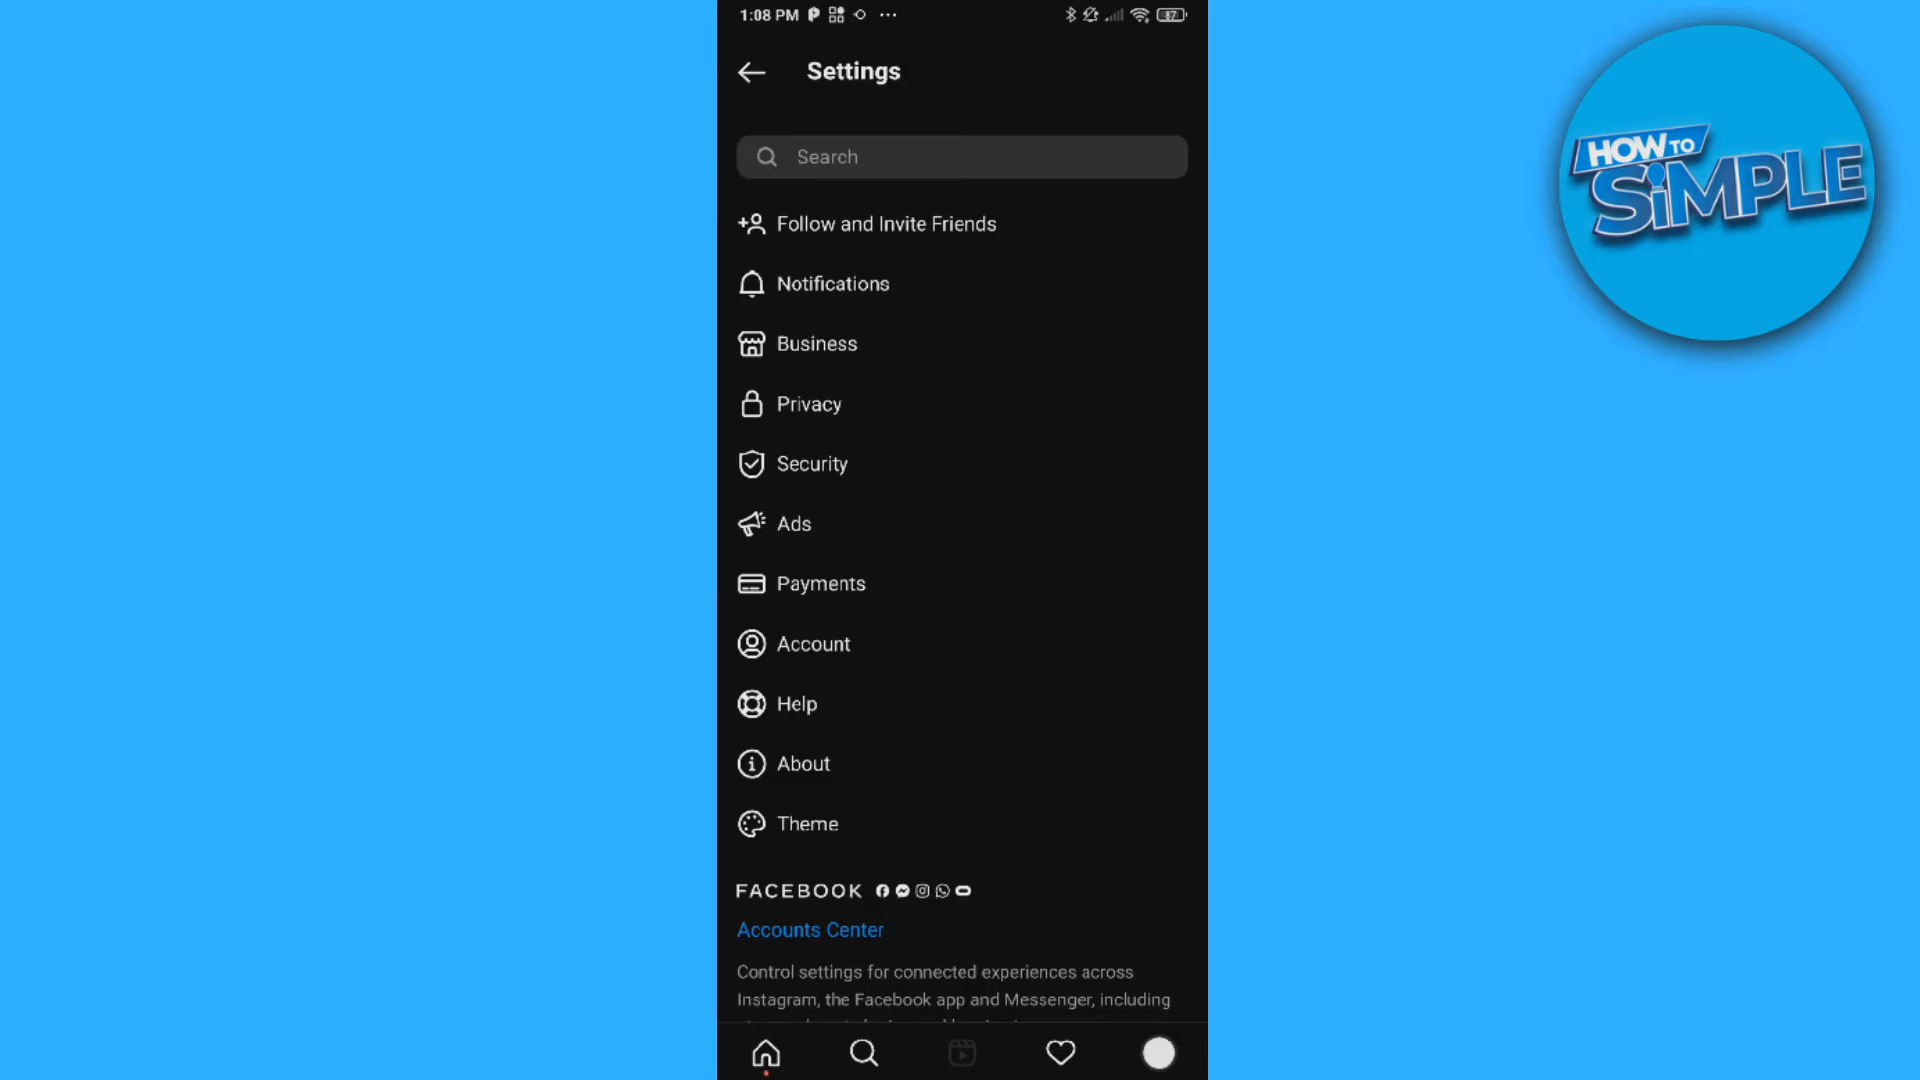 1:08 PM
87
Settings
Search
Follow and Invite Friends
Notifications
Business
Privacy
Security
Ads
Payments
Account
Help
About
Theme
FACEBOOK
Accounts Center
Control settings for connected experiences across
Instagram, the Facebook app and Messenger, including
HOW TO
SiMPLE